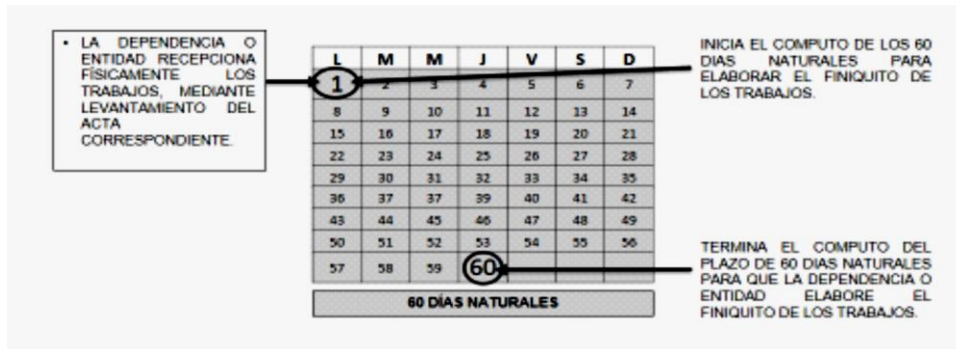 • LA DEPENDENCIA O
ENTIDAD RECEPCIONA
FÍSICAMENTE LOS
TRABAJOS, MEDIANTE
LEVANTAMIENTO DEL
ACTA
CORRESPONDIENTE.
L M M J V S D
1 2 3 4 5 6 7
8 9 10 11 12 13 14
15 16 17 18 19 20 21
22 23 24 25 26 27 28
29 30 31 32 33 34 35
36 37 37 39 40 41 42
43 44 45 46 47 48 49
50 51 52 53 54 55 56
57 58 59 60
60 DÍAS NATURALES
INICIA EL COMPUTO DE LOS 60
DIAS NATURALES PARA
ELABORAR EL FINIQUITO DE
LOS TRABAJOS.
TERMINA EL COMPUTO DEL
PLAZO DE 60 DIAS NATURALES
PARA QUE LA DEPENDENCIA O
ENTIDAD ELABORE EL
FINIQUITO DE LOS TRABAJOS.